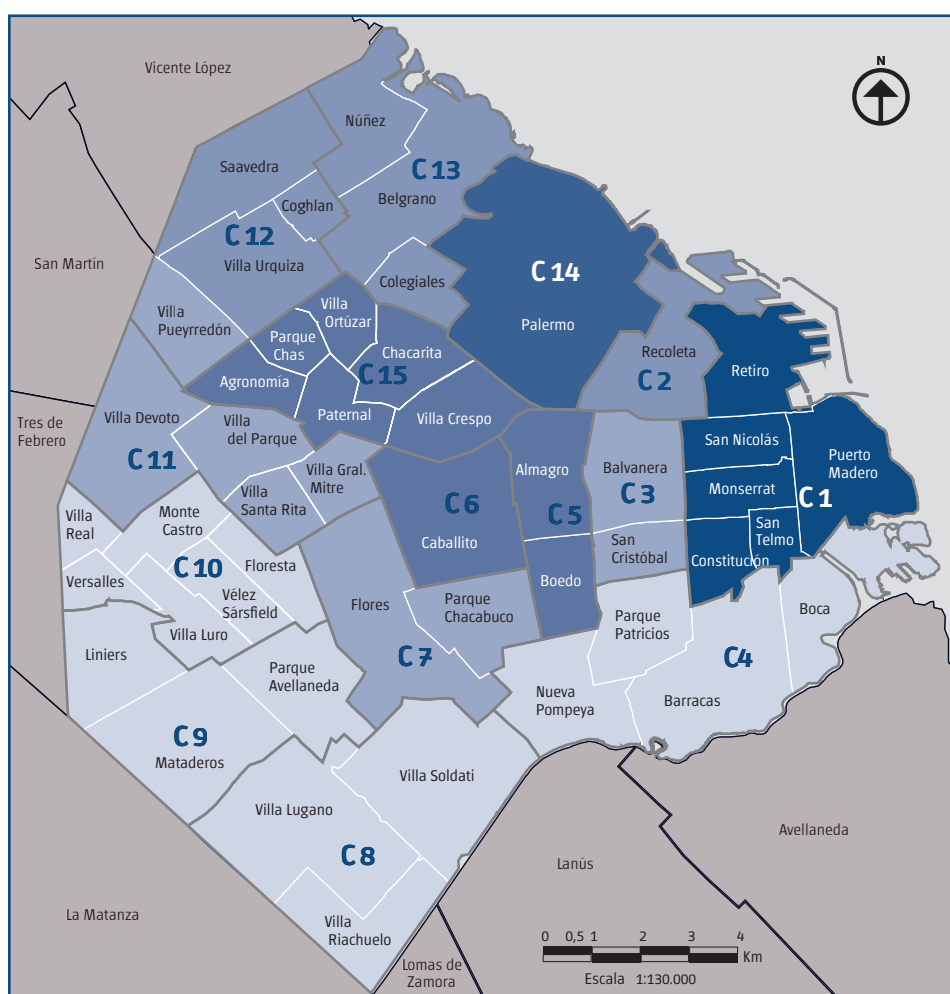 N
Vicente López
Núñez
Saavedra
C 13
Coghlan
Belgrano
C 12
San Martín
Villa Urquiza
C 14
Colegiales
Villa
Ortúzar
Villa
Pueyrredón
Palermo
Parque
Chas
Chacarita
Recoleta
Agronomía
C 15
C 2
Retiro
Tres de
Febrero
Villa Devoto
Villa
del Parque
Paternal
Villa Crespo
San Nicolás
Puerto
Madero
C 11
Villa Gral.
Mitre
Almagro
Balvanera
Monserrat
C 1
Villa
Santa Rita
C 6
C 5
C 3
Villa
Real
Monte
Castro
Caballito
San
Cristóbal
San
Telmo
Constitución
C 10
Floresta
Versalles
Vélez
Sársfield
Flores
Parque
Chacabuco
Boedo
Parque
Patricios
Boca
Villa Luro
Liniers
C 7
C4
Parque
Avellaneda
Nueva
Pompeya
Barracas
C 9
Mataderos
Villa Soldati
Villa Lugano
C 8
Avellaneda
Lanús
La Matanza
Villa
Riachuelo
Lomas de
Zamora
0 0,5 1 2 3 4
Km
Escala 1:130.000